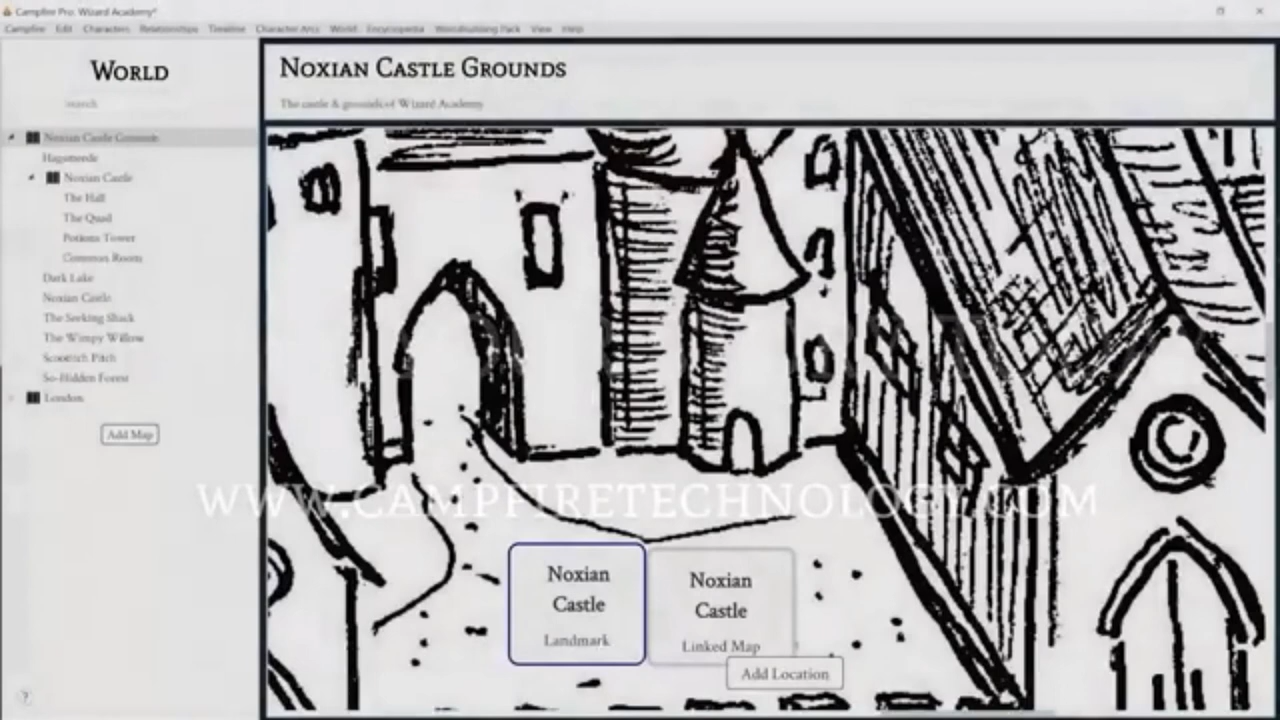 Campfire Pro: Wizard Academy*
Campfire Edit Characters Relationships Timeline Character Arcs World Encyclopedia Worldbuilding Pack View Help
WORLD
search
Noxian Castle Grounds
Hagsmeede
Noxian Castle
The Hall
The Quad
Potions Tower
Common Room
Dark Lake
Noxian Castle
The Seeking Shack
The Wimpy Willow
Scoottich Pitch
So-Hidden Forest
London
Add Map
?
NOXIAN CASTLE GROUNDS
The castle & grounds of Wizard Academy
WWW.CAMPFIRETECHNOLOGY.COM
Noxian
Castle
Landmark
Noxian
Castle
Linked Map
Add Location